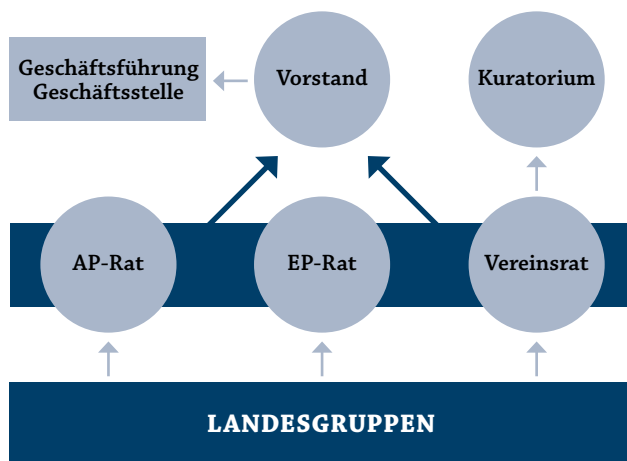 Geschäftsführung
Geschäftsstelle
Vorstand
Kuratorium
AP-Rat
EP-Rat
Vereinsrat
LANDESGRUPPEN